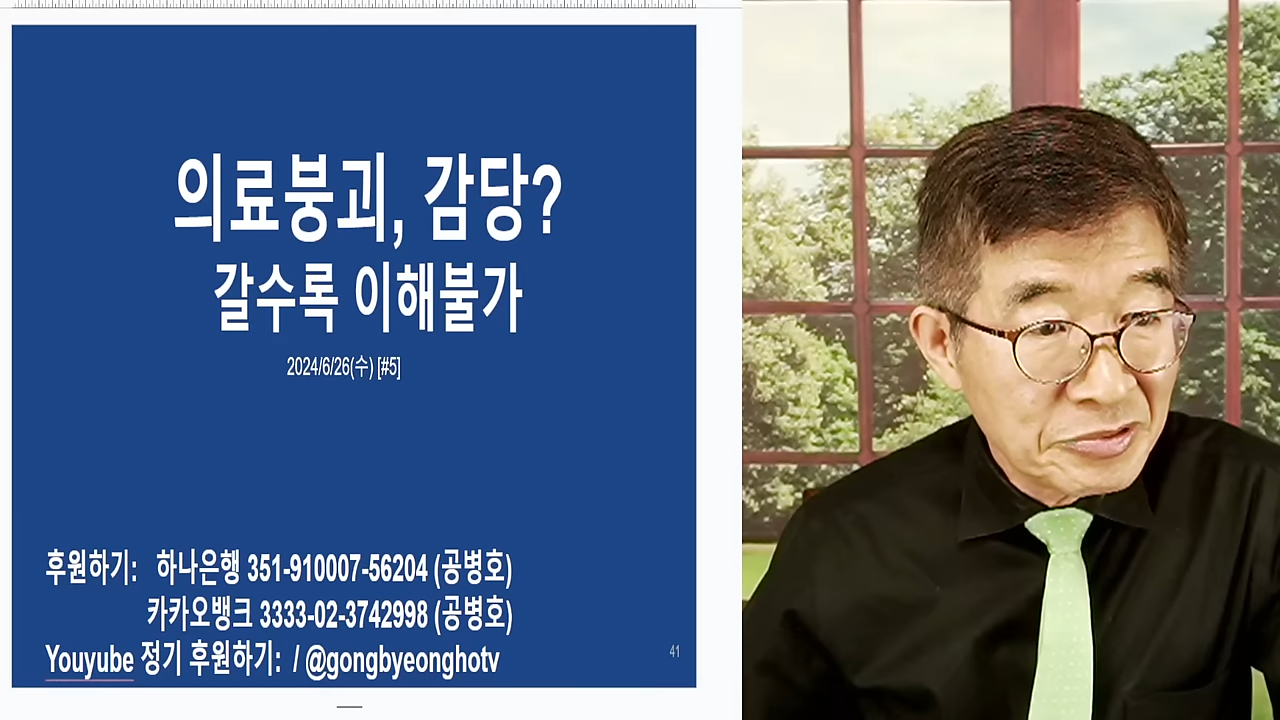 의료붕괴, 감당?
갈수록 이해불가
2024/6/26(수) [#5]
후원하기: 하나은행 351-910007-56204 (공병호)
카카오뱅크 3333-02-3742998 (공병호)
Youyube 정기 후원하기: / @gongbyeonghotv
41